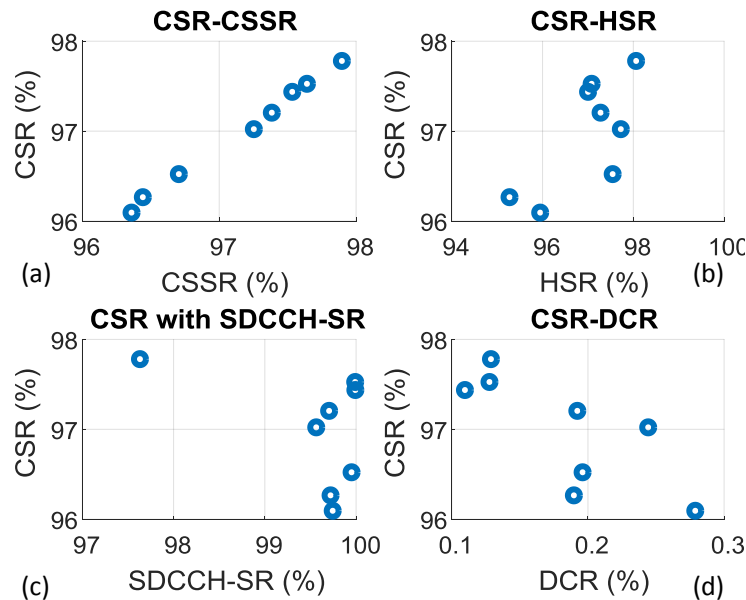 CSR-CSSR
CSR (%)
98
97
96
96
97
98
CSSR (%)
(a)
CSR-HSR
CSR (%)
98
97
96
94
96
98
100
HSR (%)
(b)
CSR with SDCCH-SR
CSR (%)
98
97
96
97
98
99
100
SDCCH-SR (%)
(c)
CSR-DCR
CSR (%)
98
97
96
0.1
0.2
0.3
DCR (%)
(d)